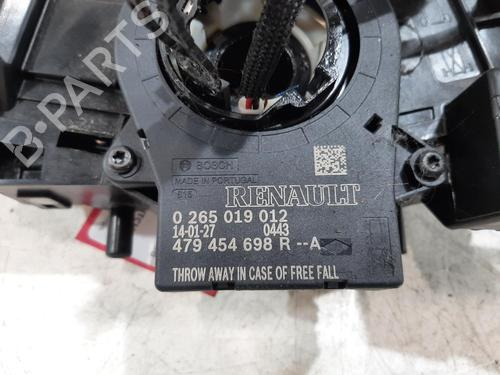 B-PARTS
BOSCH
MADE IN PORTUGAL
RENAULT
0 265 019 012
14-01-27 0443
479 454 698 R --A
THROW AWAY IN CASE OF FREE FALL